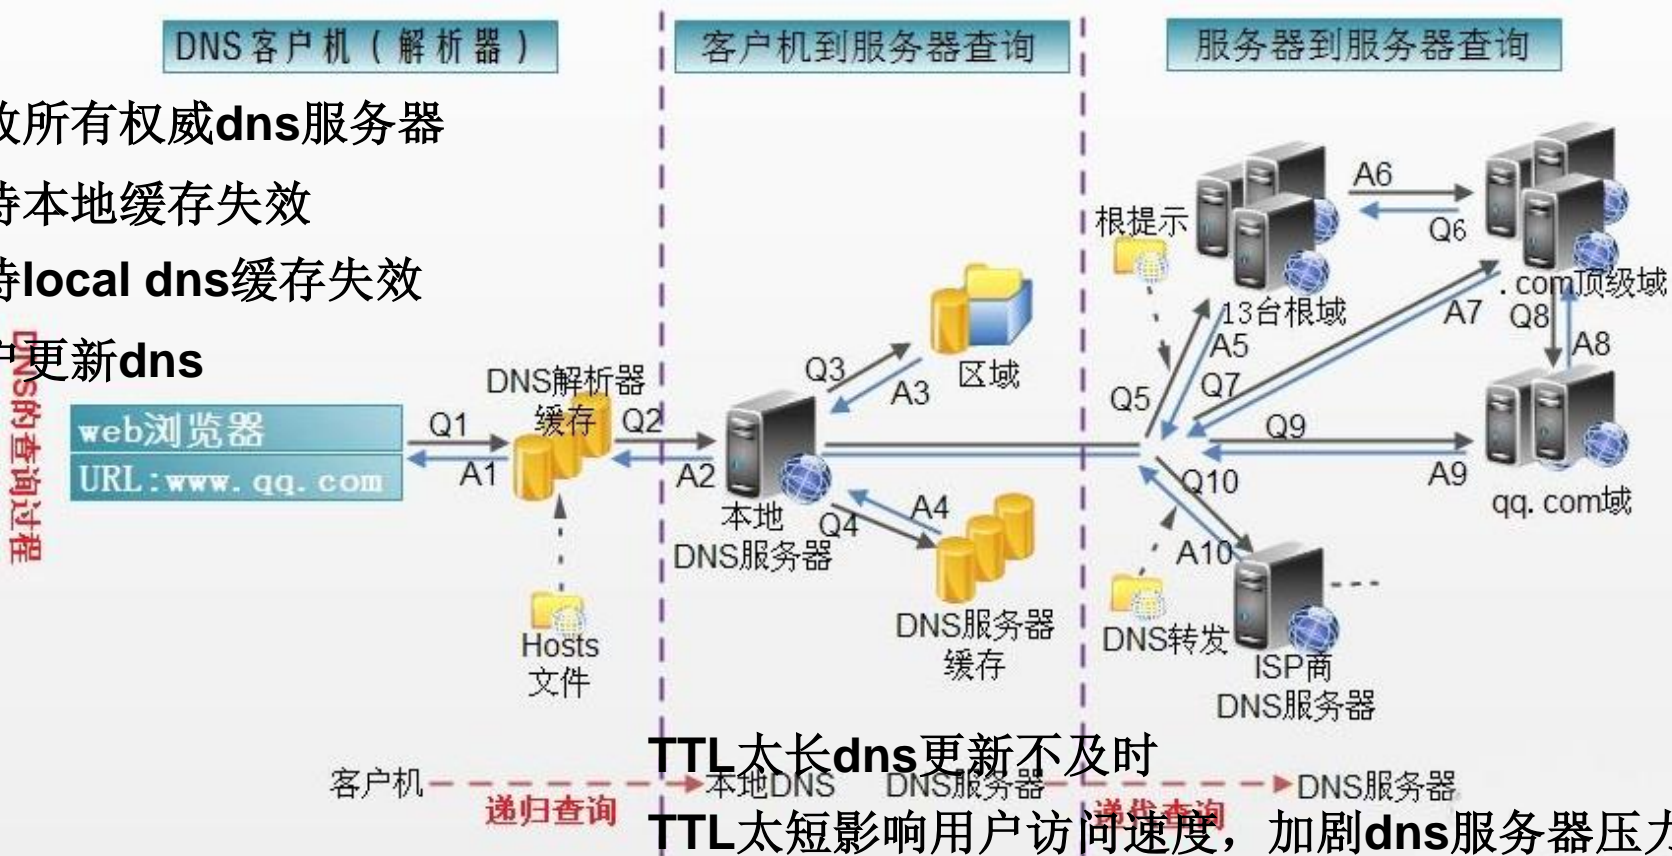 DNS客户机（解析器）
客户机到服务器查询
服务器到服务器查询
所有权威dns服务器
本地缓存失效
local dns缓存失效
更新dns
DNS的查询过程
web浏览器
URL:www.qq.com
Q1
A1
DNS解析器
缓存
Hosts
文件
Q2
A2
本地
DNS服务器
Q3
A3
区域
Q4
A4
DNS服务器
缓存
根提示
13台根域
Q5
A5
A6
Q6
.com顶级域
Q7
A7
Q8
A8
Q9
A9
qq.com域
Q10
A10
DNS转发
ISP商
DNS服务器
TTL太长dns更新不及时
客户机
递归查询
本地DNS
DNS服务器
递代查询
DNS服务器
TTL太短影响用户访问速度，加剧dns服务器压力